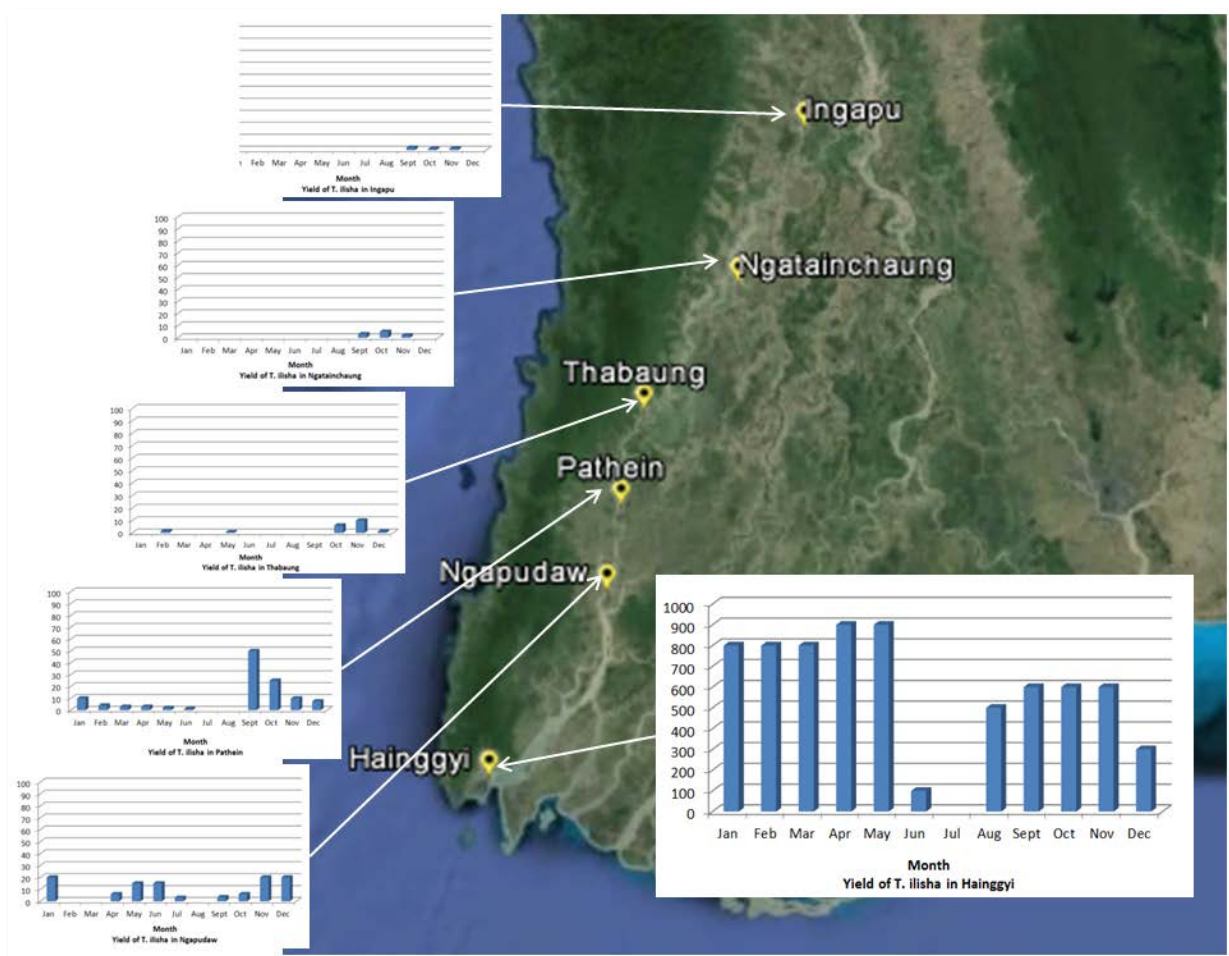 Feb Mar Apr May Jun Jul Aug Sept Oct Nov Dec
Month
Yield of T. ilisha in Ingapu
Ingapu
100
90
80
70
60
50
40
30
20
10
0
Jan Feb Mar Apr May Jun Jul Aug Sept Oct Nov Dec
Month
Yield of T. ilisha in Ngatainchaung
Ngatainchaung
Thabaung
100
90
80
70
60
50
40
30
20
10
0
Jan Feb Mar Apr May Jun Jul Aug Sept Oct Nov Dec
Month
Yield of T. ilisha in Thabaung
Pathein
100
90
80
70
60
50
40
30
20
10
0
Jan Feb Mar Apr May Jun Jul Aug Sept Oct Nov Dec
Month
Yield of T. ilisha in Pathein
Ngapudaw
Hainggyi
1000
900
800
700
600
500
400
300
200
100
0
Jan Feb Mar Apr May Jun Jul Aug Sept Oct Nov Dec
Month
Yield of T. ilisha in Hainggyi
100
90
80
70
60
50
40
30
20
10
0
Jan Feb Mar Apr May Jun Jul Aug Sept Oct Nov Dec
Month
Yield of T. ilisha in Ngapudaw